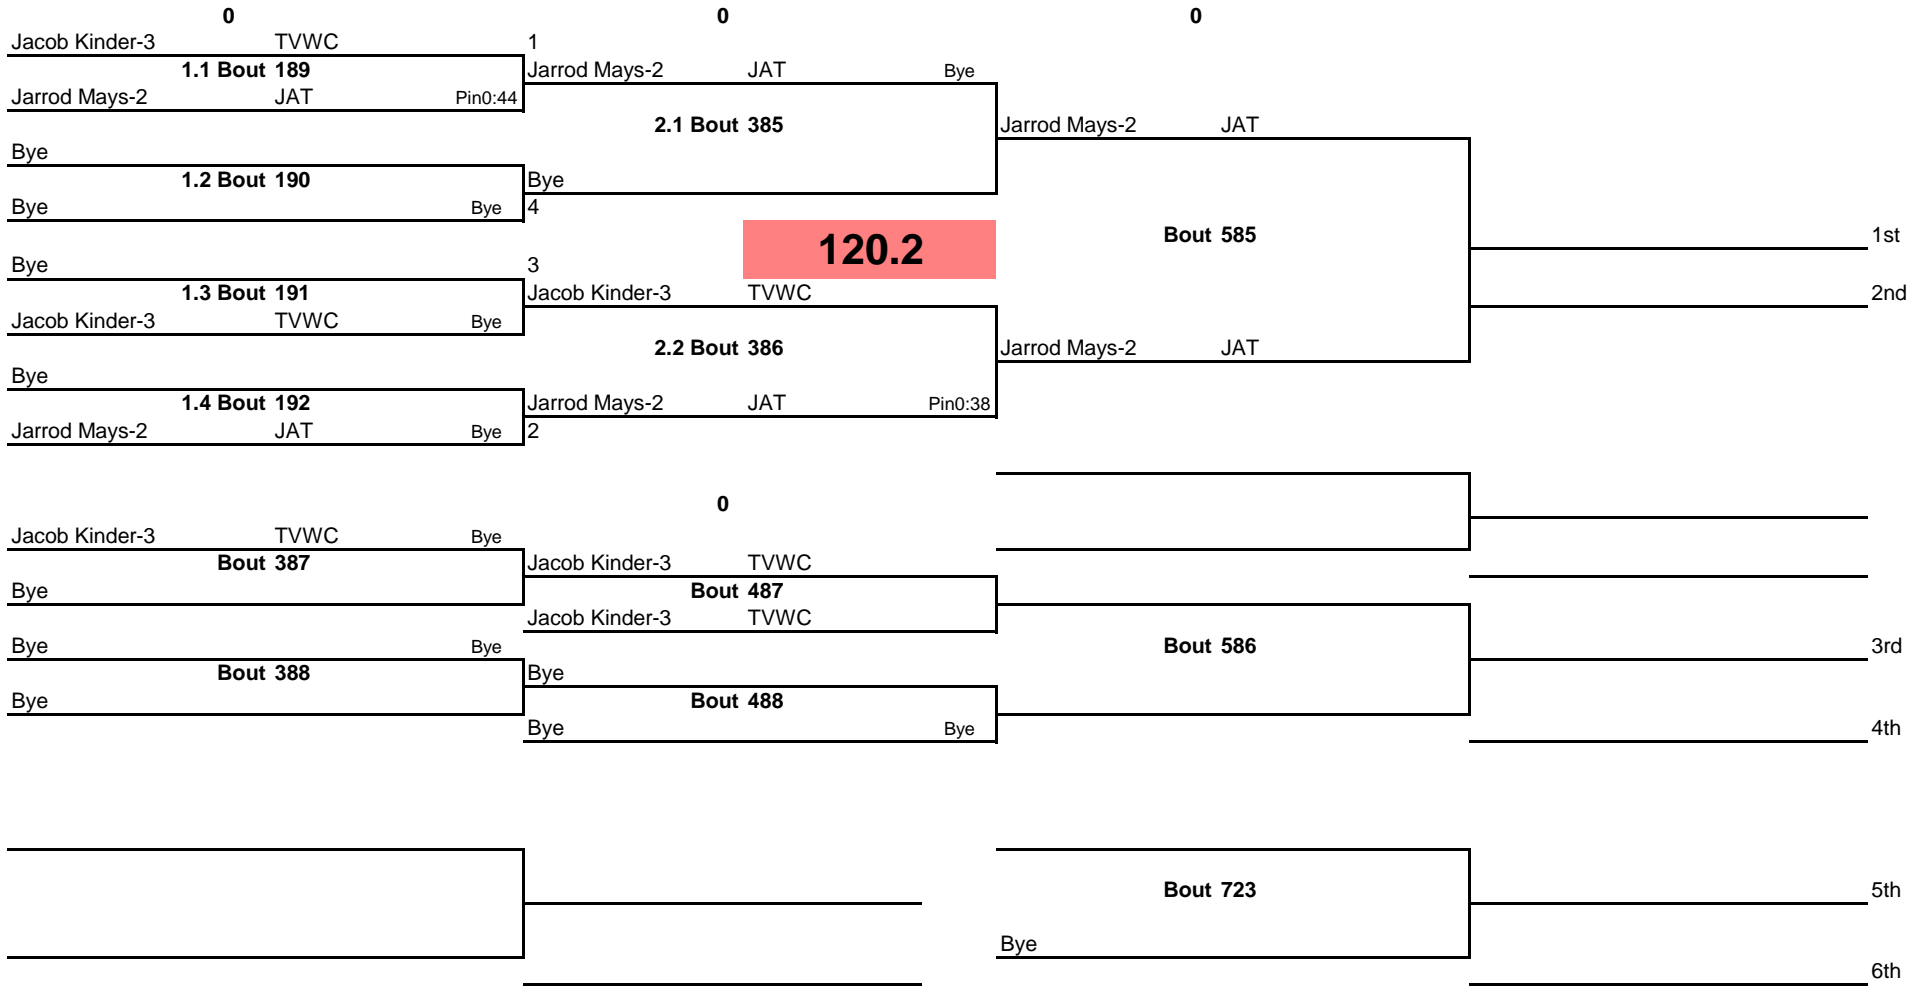 0 0 0
Jacob Kinder-3 TVWC 1
1.1 Bout 189 Jarrod Mays-2 JAT Bye
Jarrod Mays-2 JAT Pin0:44
2.1 Bout 385 Jarrod Mays-2 JAT
Bye
1.2 Bout 190 Bye
Bye Bye 4
120.2 Bout 585 1st
Bye 3
1.3 Bout 191 Jacob Kinder-3 TVWC 2nd
Jacob Kinder-3 TVWC Bye
2.2 Bout 386 Jarrod Mays-2 JAT
Bye
1.4 Bout 192 Jarrod Mays-2 JAT Pin0:38
Jarrod Mays-2 JAT Bye 2
0
Jacob Kinder-3 TVWC Bye
Bout 387 Jacob Kinder-3 TVWC
Bye Bout 487
Jacob Kinder-3 TVWC
Bye Bye Bout 586 3rd
Bout 388 Bye
Bye Bout 488
Bye Bye 4th
Bout 723 5th
Bye
6th